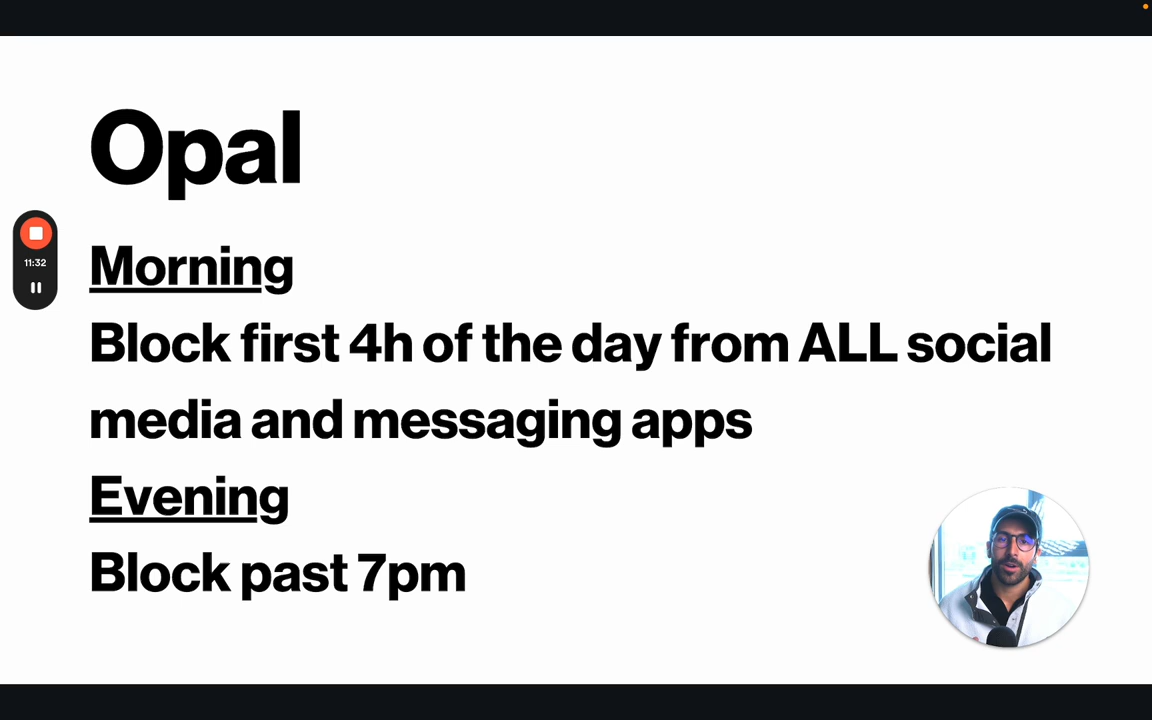 Opal
Morning
Block first 4h of the day from ALL social
media and messaging apps
Evening
Block past 7pm
11:32